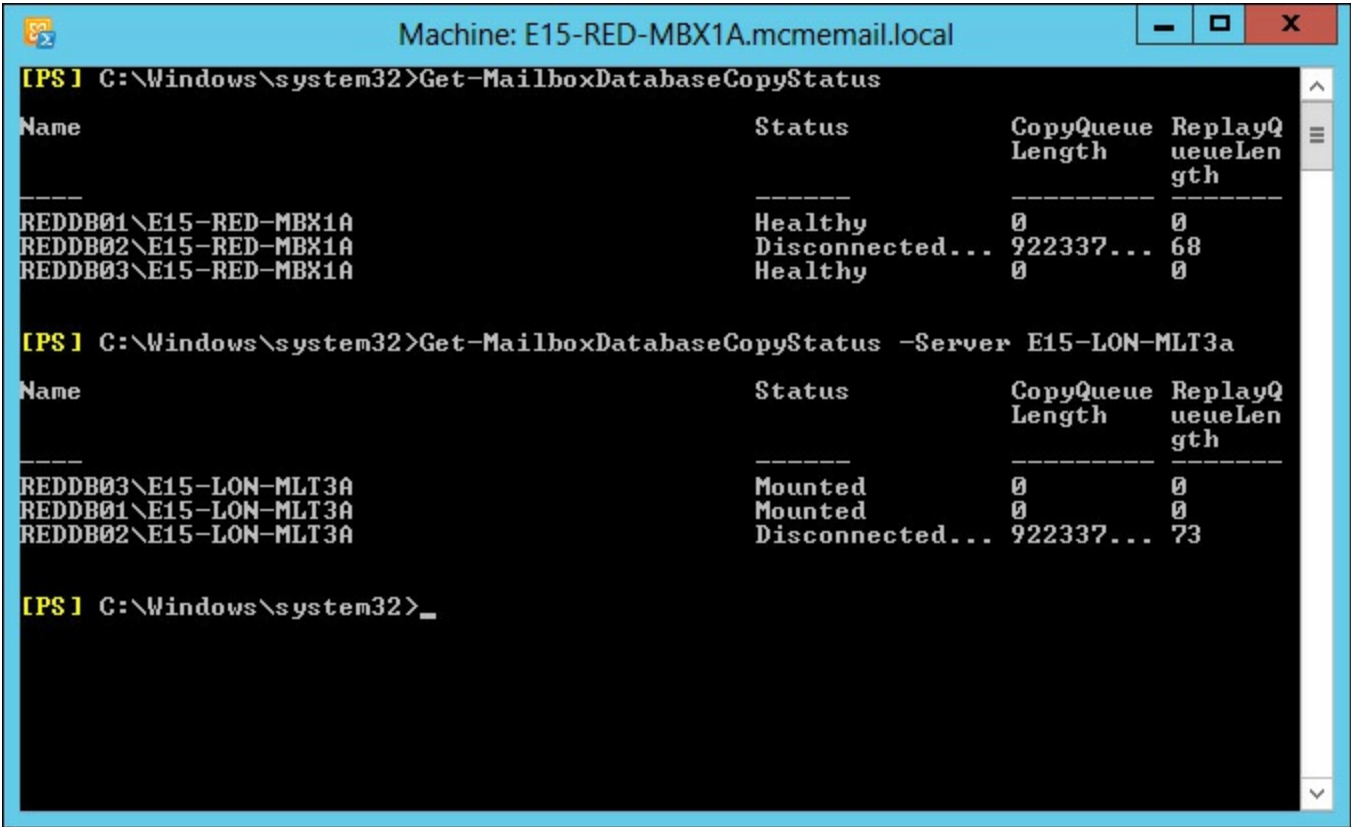 Machine: E15-RED-MBX1A.mcmemail.local
[PS] C:\Windows\system32>Get-MailboxDatabaseCopyStatus
Name Status CopyQueue ReplayQ
Length ueueLen
gth
---- ------ --------- -------
REDDB01\E15-RED-MBX1A Healthy 0 0
REDDB02\E15-RED-MBX1A Disconnected... 922337... 68
REDDB03\E15-RED-MBX1A Healthy 0 0
[PS] C:\Windows\system32>Get-MailboxDatabaseCopyStatus -Server E15-LON-MLT3a
Name Status CopyQueue ReplayQ
Length ueueLen
gth
---- ------ --------- -------
REDDB03\E15-LON-MLT3A Mounted 0 0
REDDB01\E15-LON-MLT3A Mounted 0 0
REDDB02\E15-LON-MLT3A Disconnected... 922337... 73
[PS] C:\Windows\system32>_